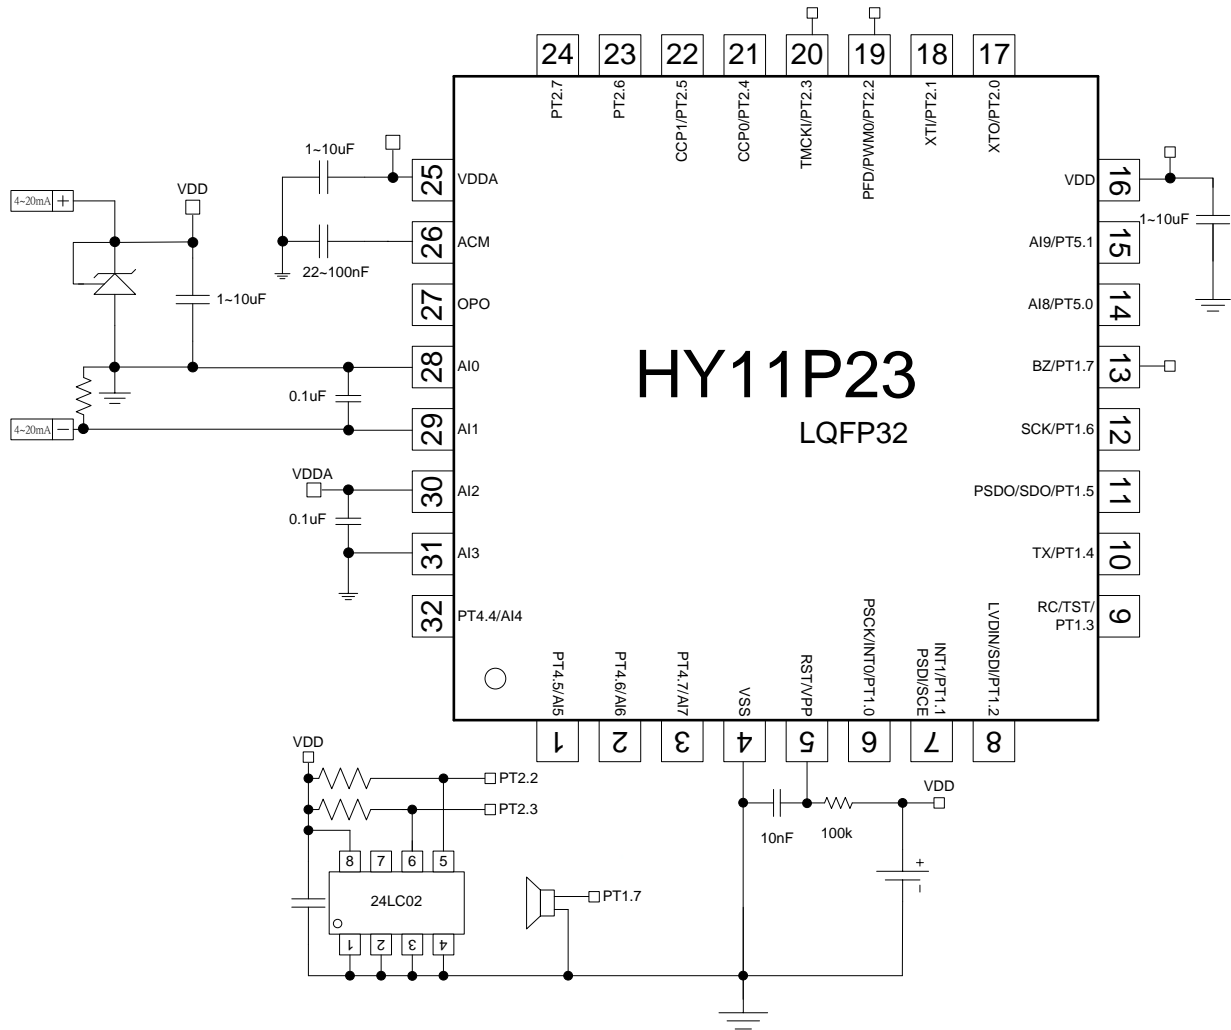 24 23 22 21 20 19 18 17
PT2.7
PT2.6
CCP1/PT2.5
CCP0/PT2.4
TMCKI/PT2.3
PFD/PWM0/PT2.2
XTI/PT2.1
XTO/PT2.0
1~10uF
25 VDDA
VDD 16
4~20mA +
VDD
1~10uF
26 ACM
AI9/PT5.1 15
22~100nF
1~10uF
27 OPO
AI8/PT5.0 14
28 AI0
HY11P23
BZ/PT1.7 13
0.1uF
4~20mA −
29 AI1
LQFP32
SCK/PT1.6 12
VDDA
30 AI2
PSDO/SDO/PT1.5 11
0.1uF
31 AI3
TX/PT1.4 10
32 PT4.4/AI4
RC/TST/
PT1.3
9
PT4.5/AI5
PT4.6/AI6
PT4.7/AI7
VSS
RST/VPP
PSCK/INT0/PT1.0
INT1/PT1.1
PSDI/SCE
LVDIN/SDI/PT1.2
1 2 3 4 5 6 7 8
VDD
PT2.2
PT2.3
VDD
10nF
100k
8 7 6 5
+
-
24LC02
PT1.7
1 2 3 4